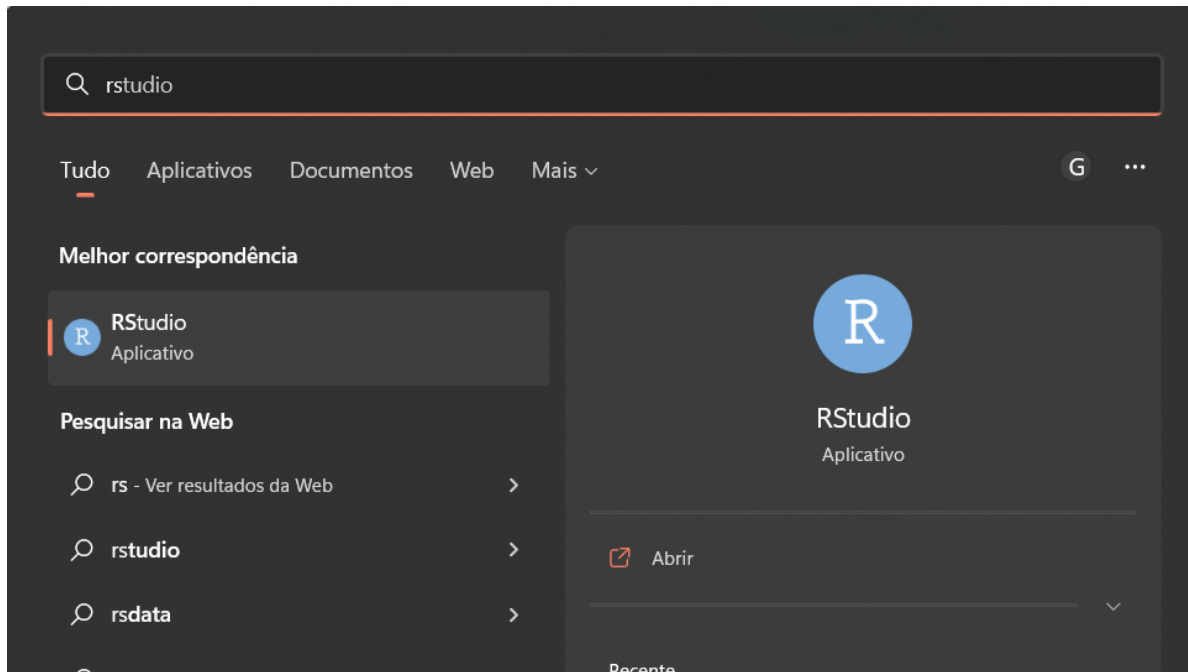 rstudio
Tudo Aplicativos Documentos Web Mais G ...
Melhor correspondência
R RStudio
Aplicativo
Pesquisar na Web
rs - Ver resultados da Web
rstudio
rsdata
R
RStudio
Aplicativo
Abrir
Recente